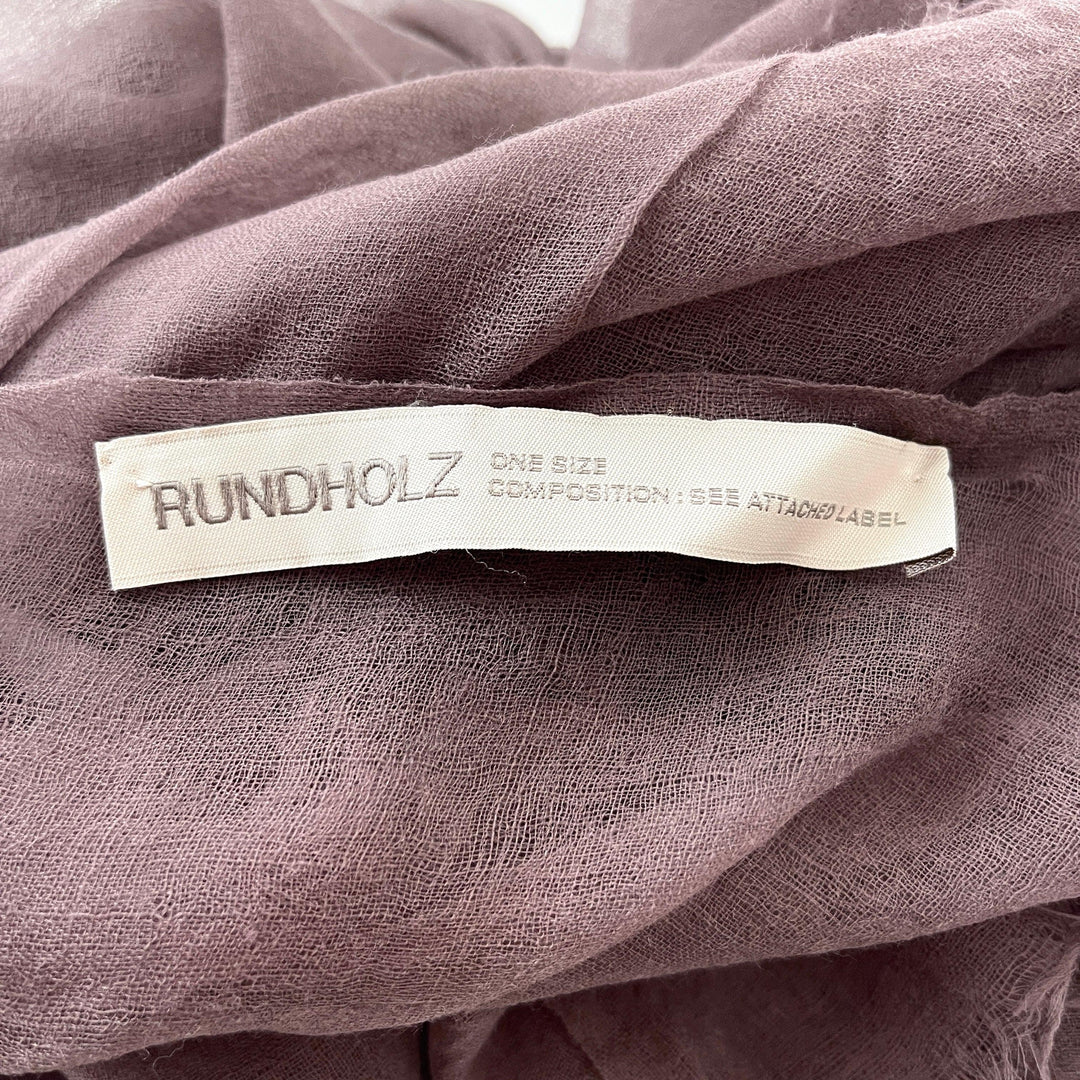 RUNDHOLZ
ONE SIZE
COMPOSITION : SEE ATTACHED LABEL